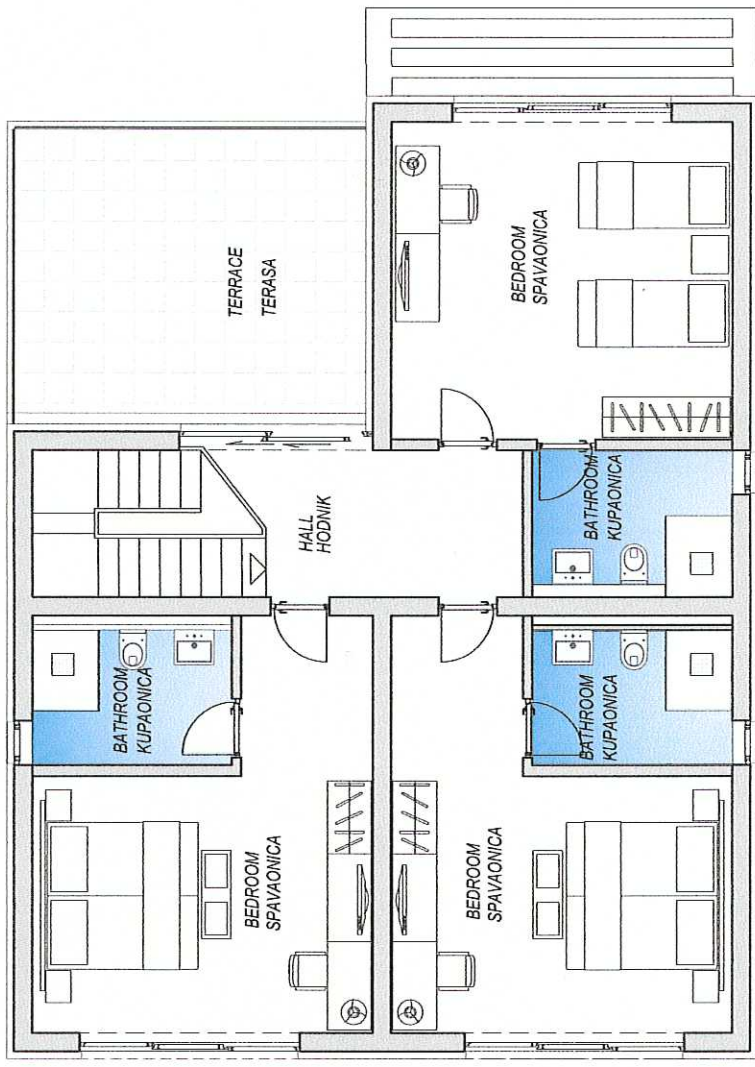 TERRACE
TERASA
BEDROOM
SPAVAONICA
HALL
HODNIK
BATHROOM
KUPAONICA
BATHROOM
KUPAONICA
BATHROOM
KUPAONICA
BEDROOM
SPAVAONICA
BEDROOM
SPAVAONICA